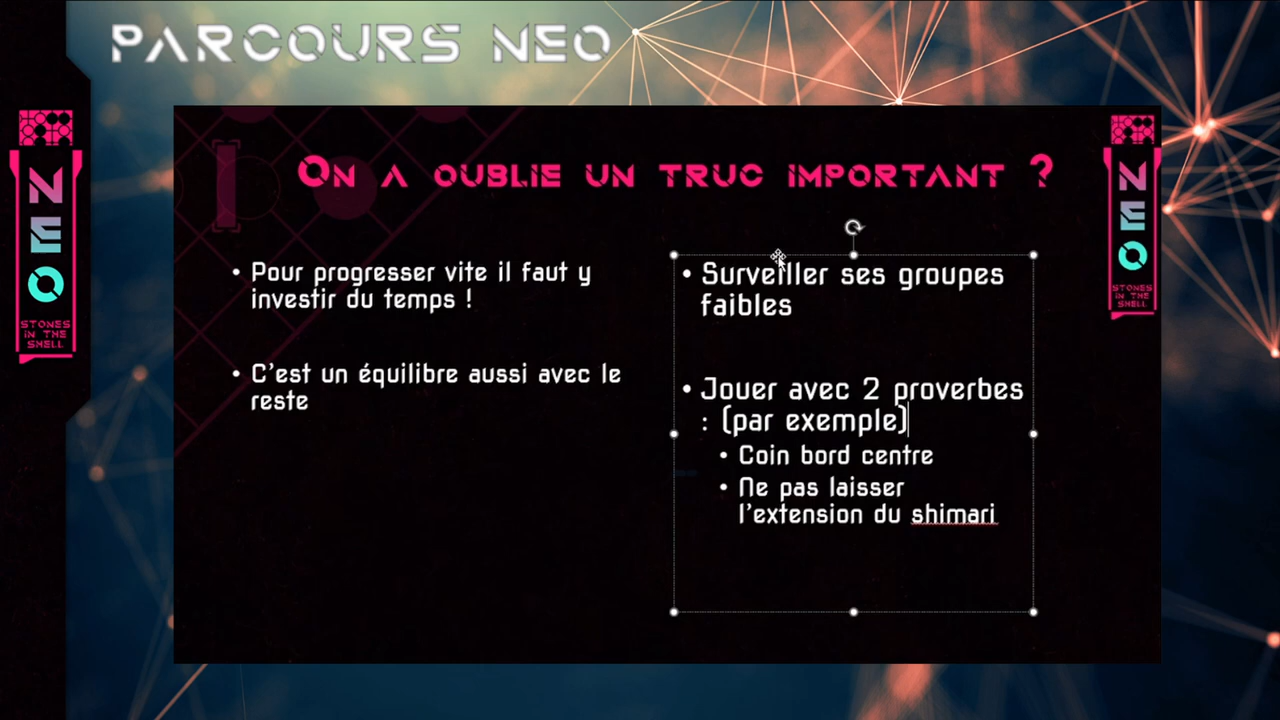 PARCOURS NEO
NEO
STONES
IN THE
SHELL
On a oublie un truc important ?
NEO
STONES
IN THE
SHELL
• Pour progresser vite il faut y
investir du temps !
• C'est un équilibre aussi avec le
reste
• Surveiller ses groupes
faibles
• Jouer avec 2 proverbes
: (par exemple)
• Coin bord centre
• Ne pas laisser
l'extension du shimari